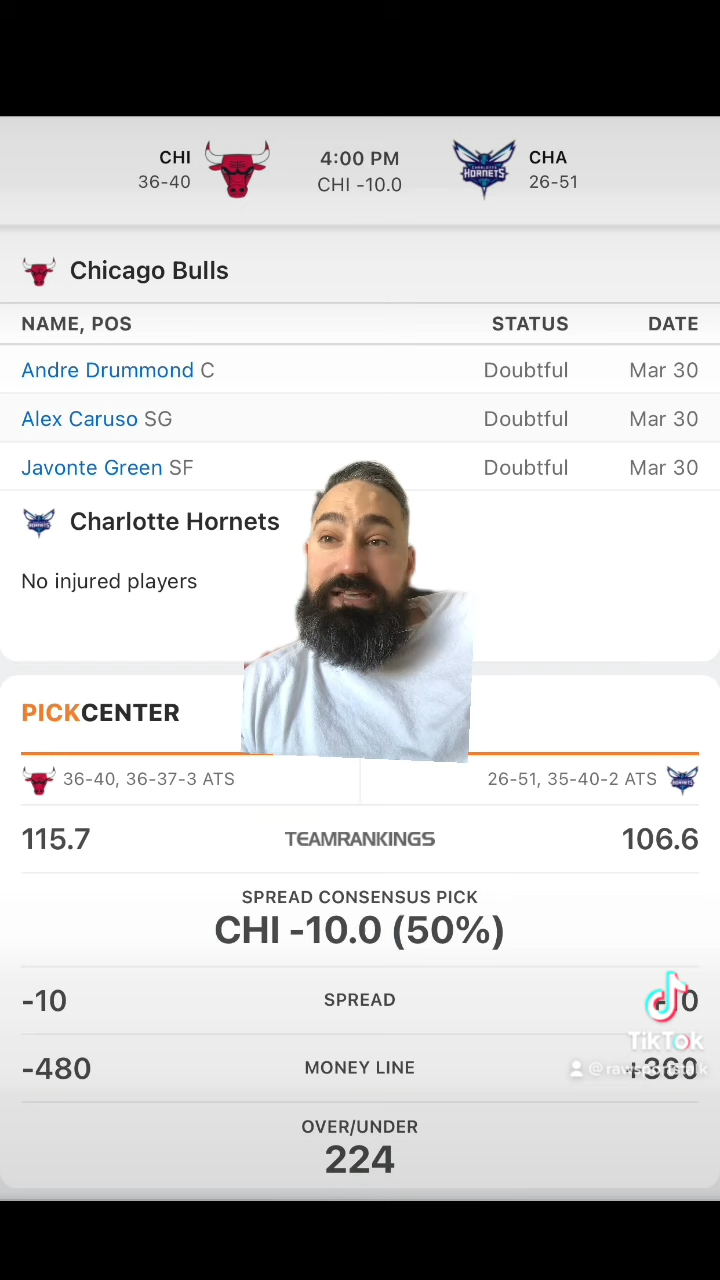 CHI
36-40
4:00 PM
CHI -10.0
HORNETS
CHA
26-51
Chicago Bulls
NAME, POS STATUS DATE
Andre Drummond C Doubtful Mar 30
Alex Caruso SG Doubtful Mar 30
Javonte Green SF Doubtful Mar 30
Charlotte Hornets
No injured players
PICKCENTER
36-40, 36-37-3 ATS 26-51, 35-40-2 ATS
115.7 TEAMRANKINGS 106.6
SPREAD CONSENSUS PICK
CHI -10.0 (50%)
-10 SPREAD
TikTok
-480 MONEY LINE +360
OVER/UNDER
224